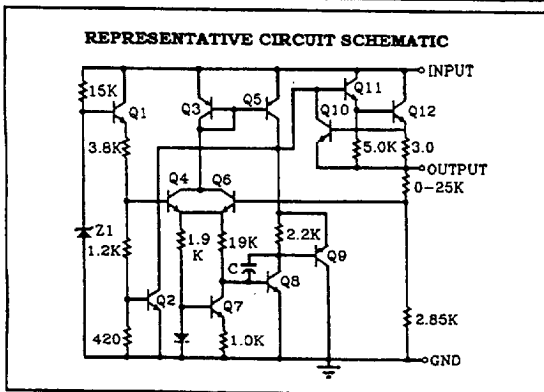 REPRESENTATIVE CIRCUIT SCHEMATIC
INPUT
15K
Q1
Q3
Q5
Q10
Q11
Q12
3.8K
5.0K
3.0
OUTPUT
0-25K
Q4
Q6
Z1
1.2K
1.9
K
19K
2.2K
Q9
C
Q2
Q7
Q8
2.85K
420
1.0K
GND